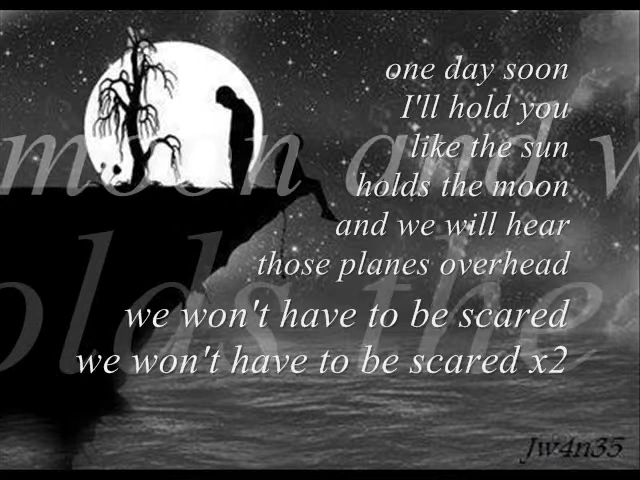 one day soon
I'll hold you
like the sun
holds the moon
and we will hear
those planes overhead
we won't have to be scared
we won't have to be scared x2
moon and w
olds the
Jw4n35